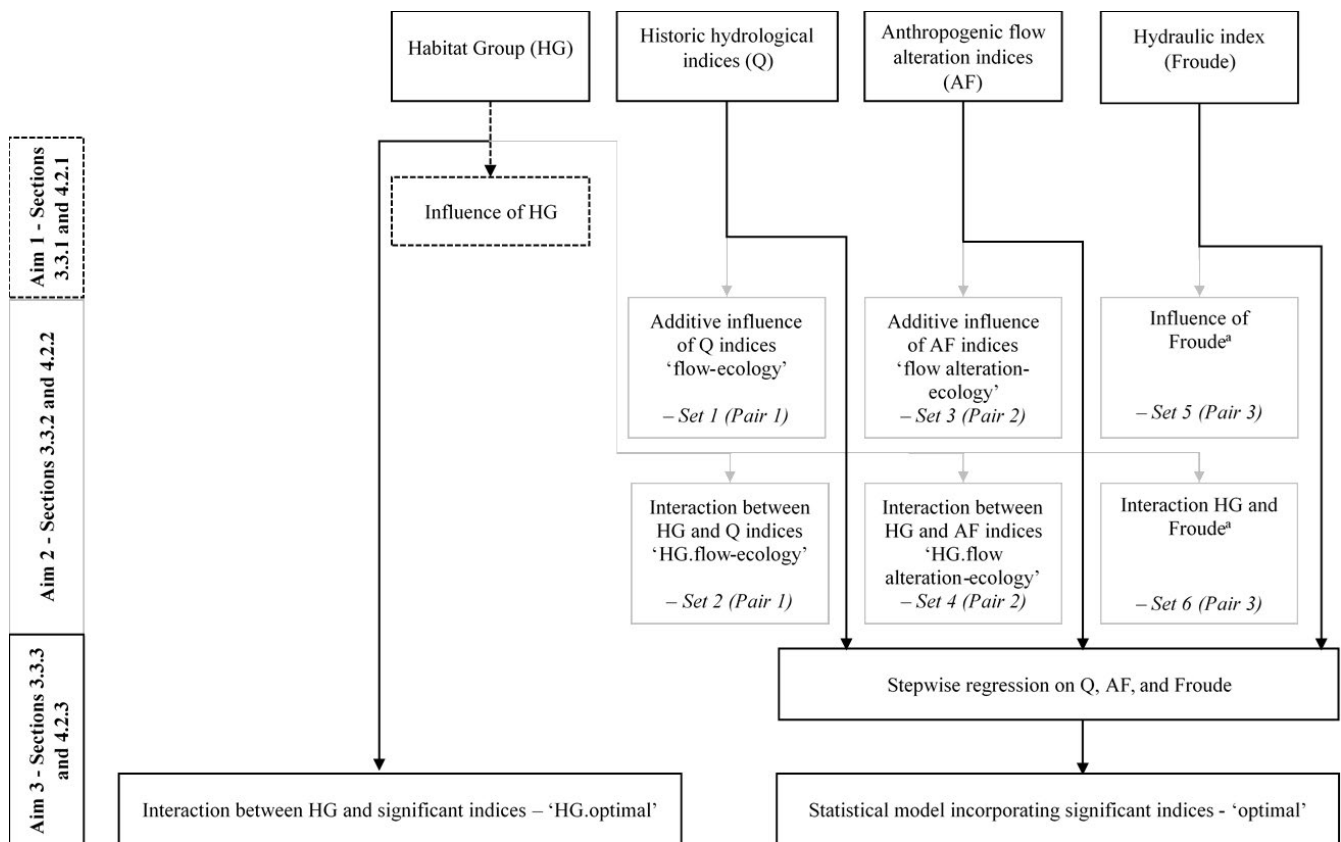 Habitat Group (HG)
Historic hydrological
indices (Q)
Anthropogenic flow
alteration indices
(AF)
Hydraulic index
(Froude)
Aim 1 - Sections
3.3.1 and 4.2.1
Influence of HG
Aim 2 - Sections 3.3.2 and 4.2.2
Additive influence
of Q indices
‘flow-ecology’
– Set 1 (Pair 1)
Additive influence
of AF indices
‘flow alteration-
ecology’
– Set 3 (Pair 2)
Influence of
Froudeᵃ
– Set 5 (Pair 3)
Interaction between
HG and Q indices
‘HG.flow-ecology’
– Set 2 (Pair 1)
Interaction between
HG and AF indices
‘HG.flow
alteration-ecology’
– Set 4 (Pair 2)
Interaction HG and
Froudeᵃ
– Set 6 (Pair 3)
Aim 3 - Sections 3.3.3
and 4.2.3
Stepwise regression on Q, AF, and Froude
Interaction between HG and significant indices – ‘HG.optimal’
Statistical model incorporating significant indices - ‘optimal’